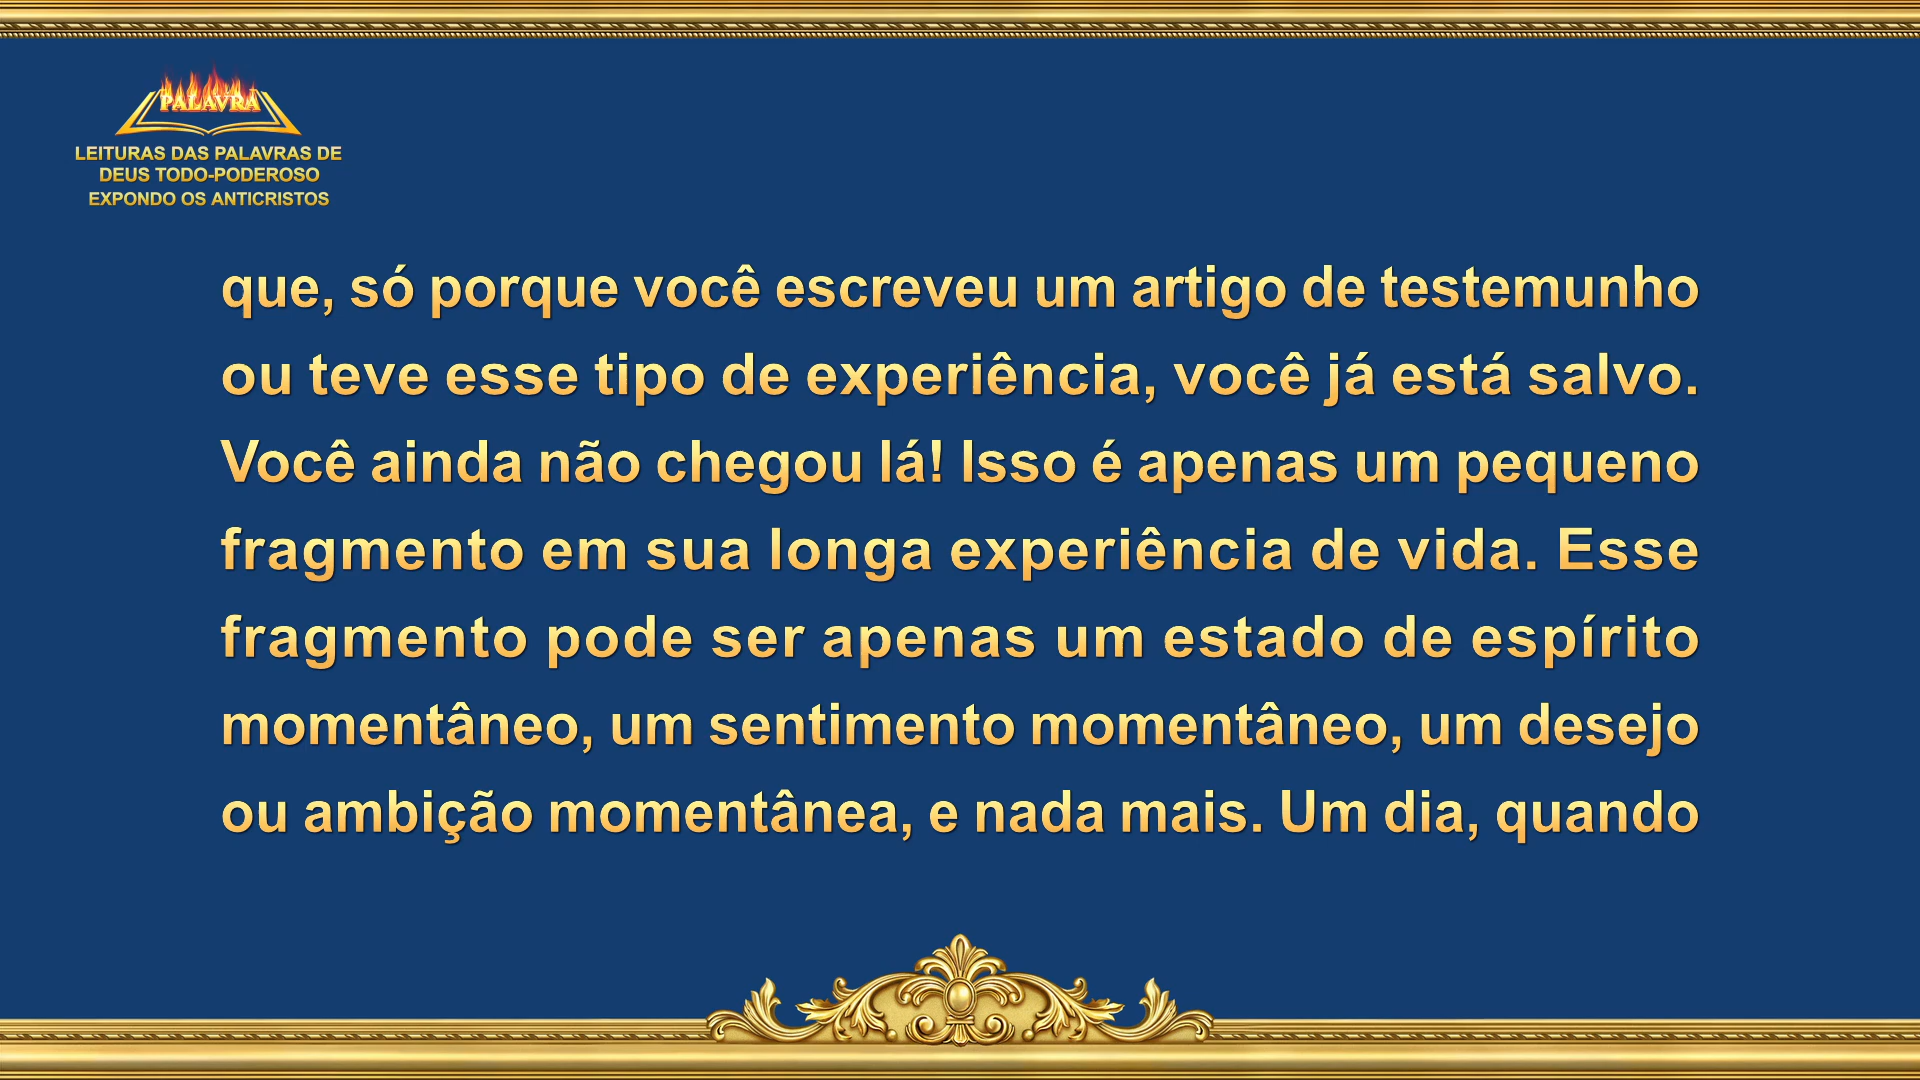 PALAVRA
LEITURAS DAS PALAVRAS DE
DEUS TODO-PODEROSO
EXPONDO OS ANTICRISTOS
que, só porque você escreveu um artigo de testemunho
ou teve esse tipo de experiência, você já está salvo.
Você ainda não chegou lá! Isso é apenas um pequeno
fragmento em sua longa experiência de vida. Esse
fragmento pode ser apenas um estado de espírito
momentâneo, um sentimento momentâneo, um desejo
ou ambição momentânea, e nada mais. Um dia, quando